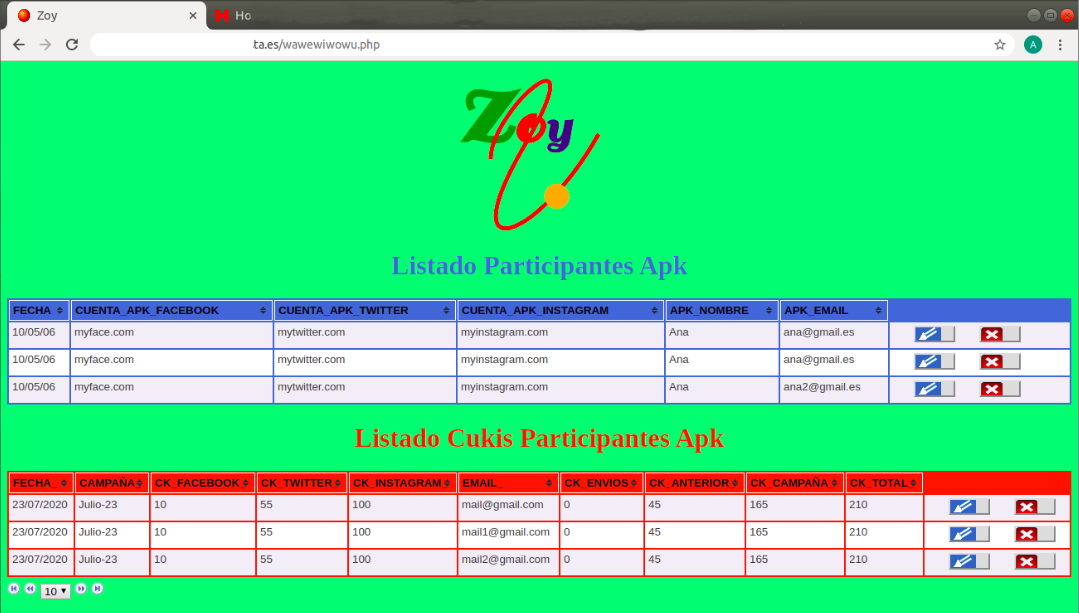 Zoy
Ho
ta.es/wawewiwowu.php
A
Zoy
Listado Participantes Apk
FECHA CUENTA_APK_FACEBOOK CUENTA_APK_TWITTER CUENTA_APK_INSTAGRAM APK_NOMBRE APK_EMAIL
10/05/06 myface.com mytwitter.com myinstagram.com Ana ana@gmail.es
10/05/06 myface.com mytwitter.com myinstagram.com Ana ana@gmail.es
10/05/06 myface.com mytwitter.com myinstagram.com Ana ana2@gmail.es
Listado Cukis Participantes Apk
FECHA_ CAMPAÑA CK_FACEBOOK CK_TWITTER CK_INSTAGRAM EMAIL_ CK_ENVIOS CK_ANTERIOR CK_CAMPAÑA CK_TOTAL
23/07/2020 Julio-23 10 55 100 mail@gmail.com 0 45 165 210
23/07/2020 Julio-23 10 55 100 mail1@gmail.com 0 45 165 210
23/07/2020 Julio-23 10 55 100 mail2@gmail.com 0 45 165 210
10